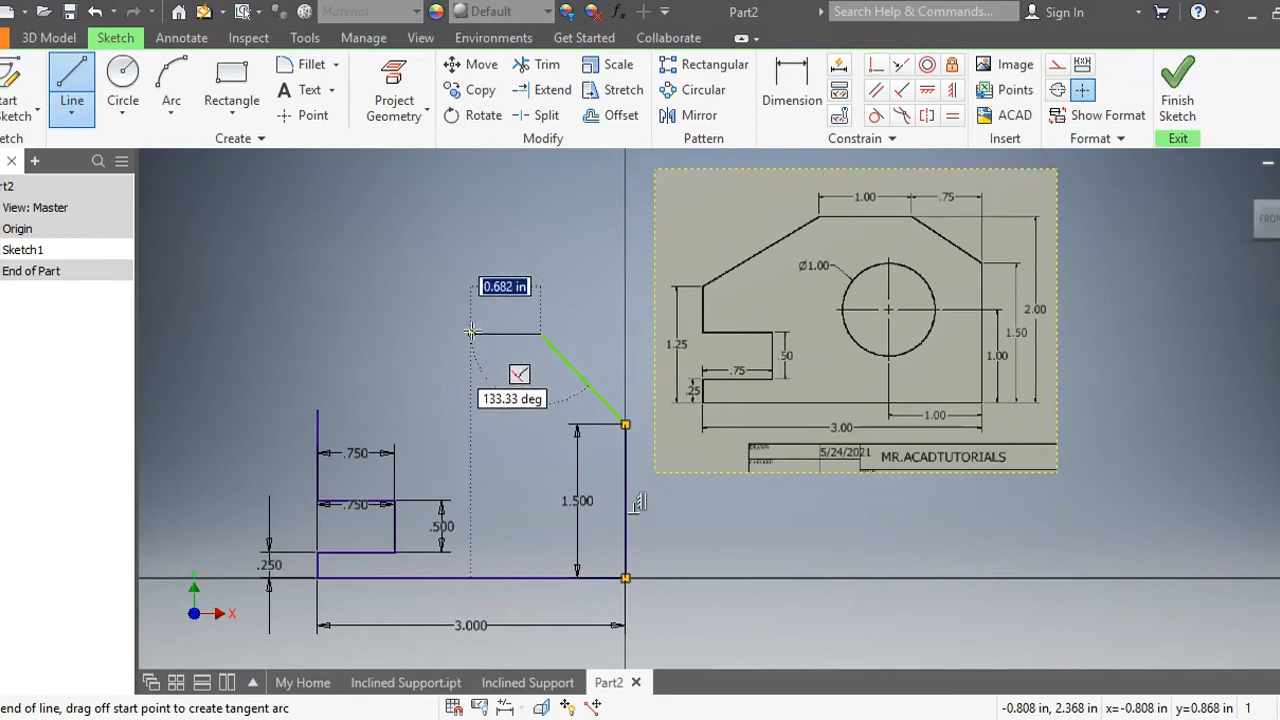 Material
Default
Part2
Search Help & Commands...
Sign In
3D Model
Sketch
Annotate
Inspect
Tools
Manage
View
Environments
Get Started
Collaborate
Line
Circle
Arc
Rectangle
Fillet
Text
Point
Project
Geometry
Move
Copy
Rotate
Trim
Extend
Split
Scale
Stretch
Offset
Rectangular
Circular
Mirror
Dimension
Image
Points
ACAD
Show Format
Finish
Sketch
Create
Modify
Pattern
Constrain
Insert
Format
Exit
View: Master
Origin
Sketch1
End of Part
0.682 in
133.33 deg
.750
.750
.500
.250
1.500
3.000
X
1.00
.75
Ø1.00
2.00
1.50
1.00
1.25
.50
.75
.25
1.00
3.00
5/24/2021
MR.ACADTUTORIALS
My Home
Inclined Support.ipt
Inclined Support
Part2
end of line, drag off start point to create tangent arc
-0.808 in, 2.368 in
x=-0.808 in
y=0.868 in
1